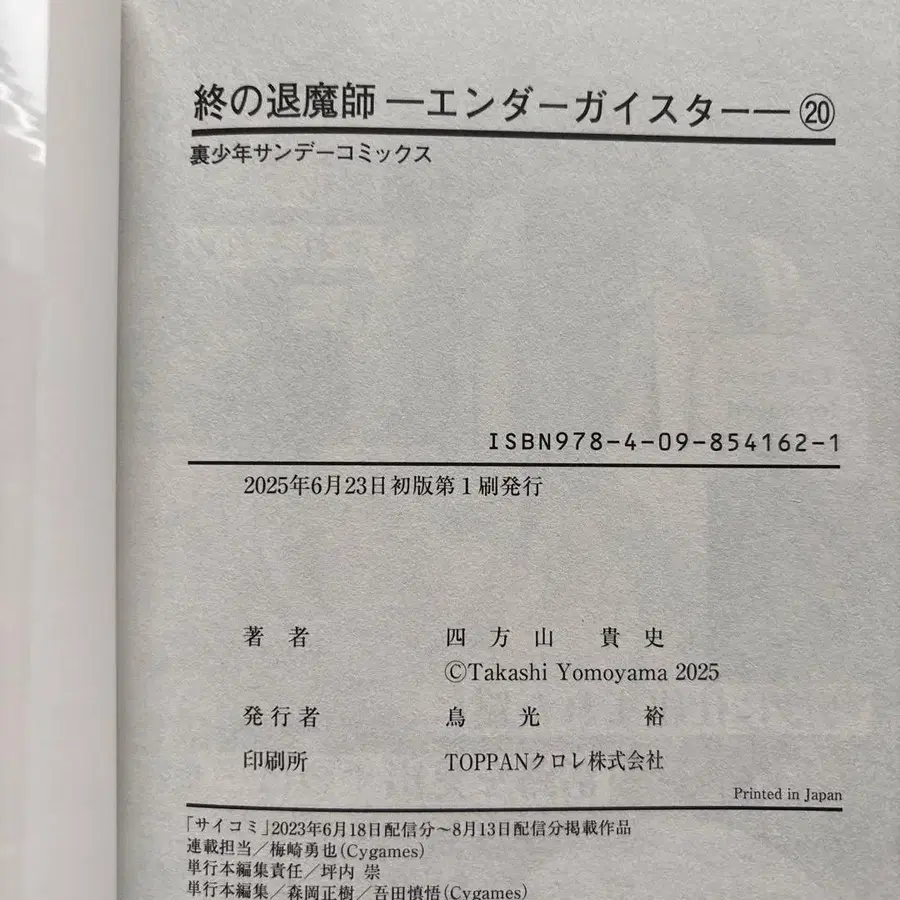 終の退魔師 ―エンダーガイスター― ⑳
裏少年サンデーコミックス
ISBN978-4-09-854162-1
2025年6月23日初版第1刷発行
著者 四方山 貴史
©Takashi Yomoyama 2025
発行者 鳥光 裕
印刷所 TOPPANクロレ株式会社
Printed in Japan
「サイコミ」2023年6月18日配信分～8月13日配信分掲載作品
連載担当／梅崎勇也(Cygames)
単行本編集責任／坪内 崇
単行本編集／森岡正樹／吾田慎悟(Cygames)